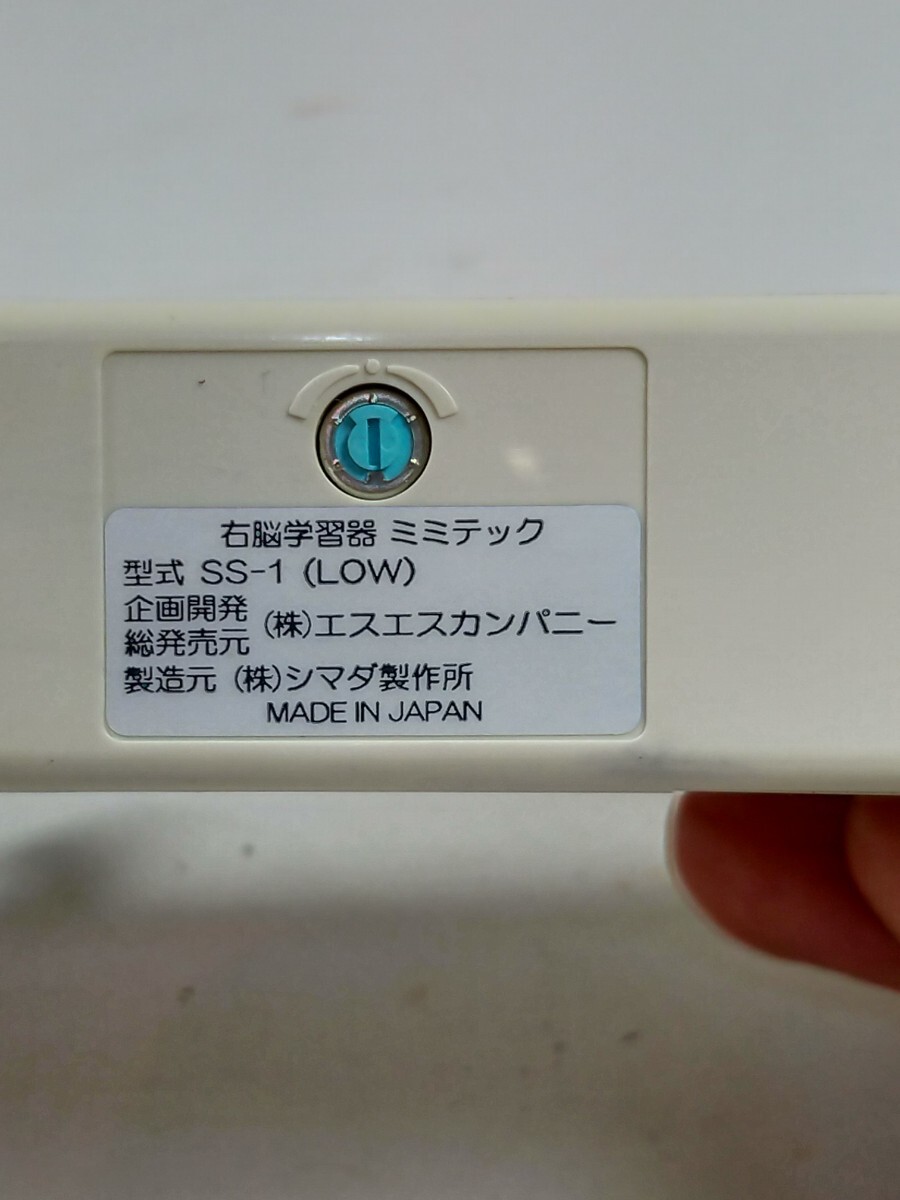 右脳学習器 ミミテック
型式 SS-1 (LOW)
企画開発
総発売元 (株)エスエスカンパニー
製造元 (株)シマダ製作所
MADE IN JAPAN